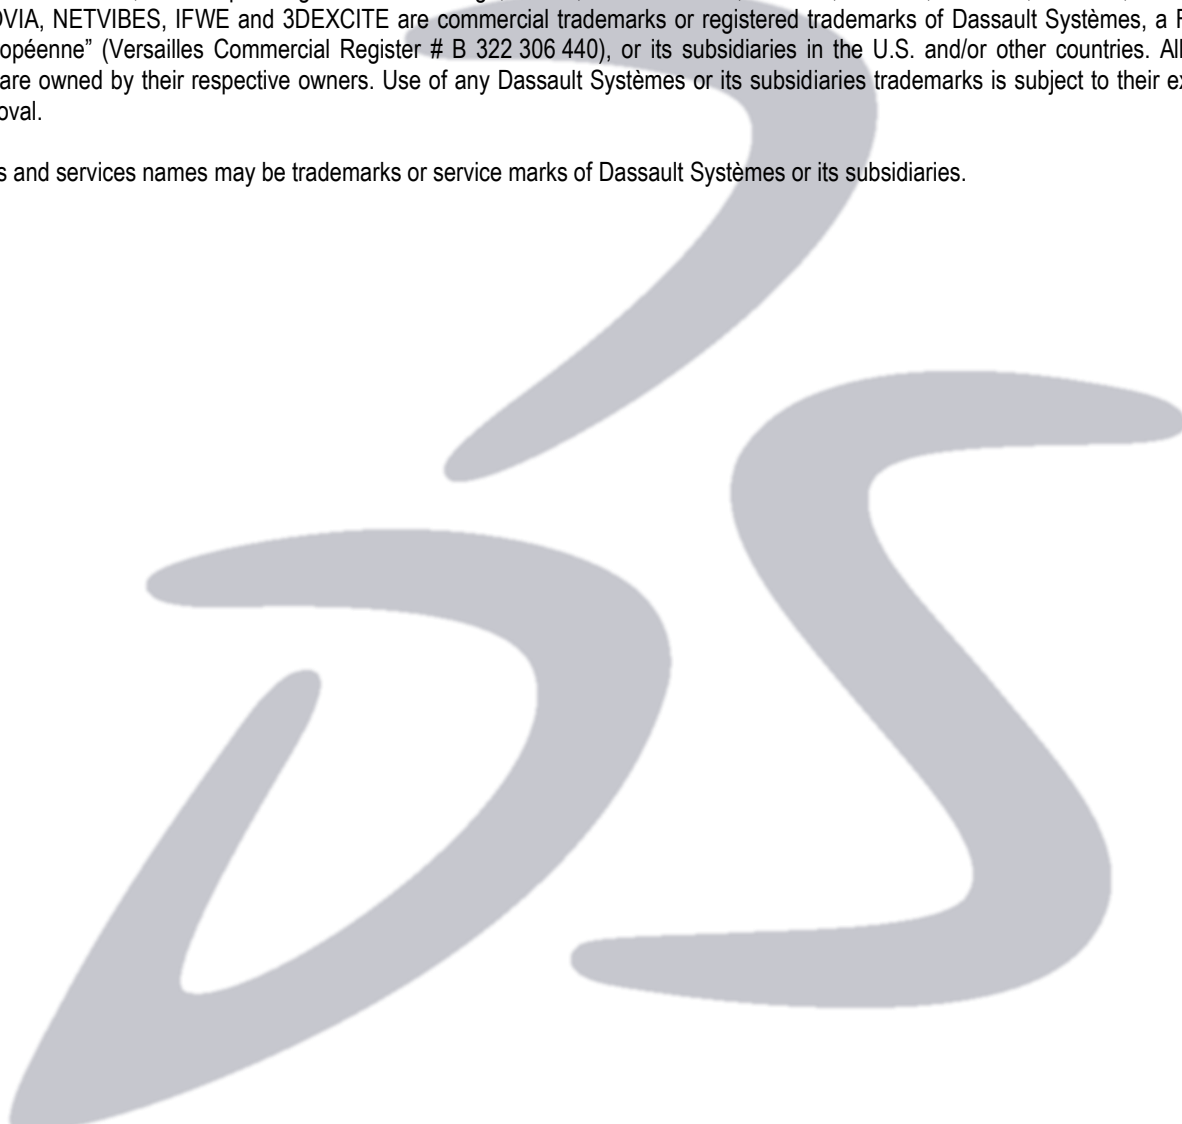 OVIA, NETVIBES, IFWE and 3DEXCITE are commercial trademarks or registered trademarks of Dassault Systèmes, a F
opéenne” (Versailles Commercial Register # B 322 306 440), or its subsidiaries in the U.S. and/or other countries. All
are owned by their respective owners. Use of any Dassault Systèmes or its subsidiaries trademarks is subject to their ex
oval.
s and services names may be trademarks or service marks of Dassault Systèmes or its subsidiaries.